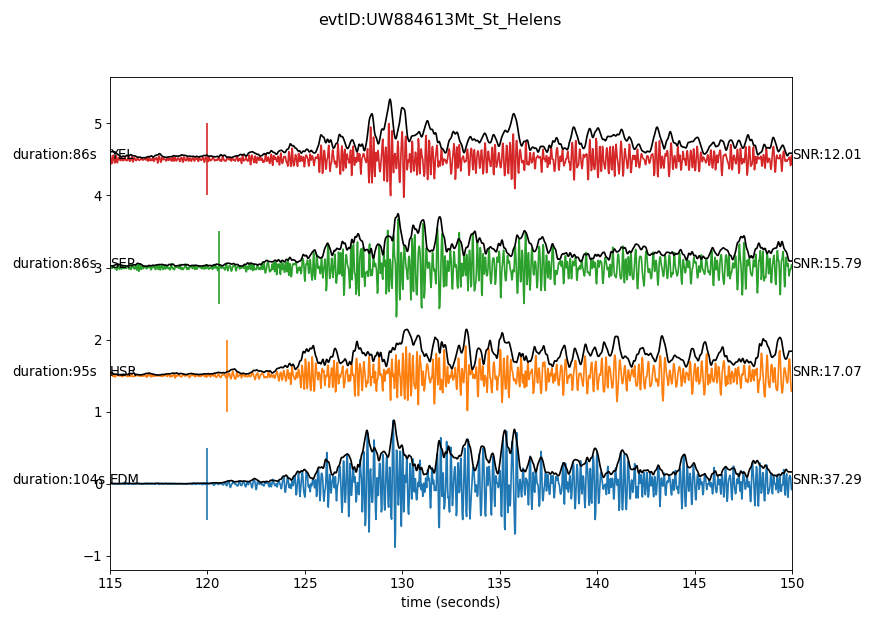 evtID:UW884613Mt_St_Helens
5
duration:86s YEL SNR:12.01
4
duration:86s SEP SNR:15.79
3
2
duration:95s HSR SNR:17.07
1
duration:104s EDM SNR:37.29
0
−1
115 120 125 130 135 140 145 150
time (seconds)